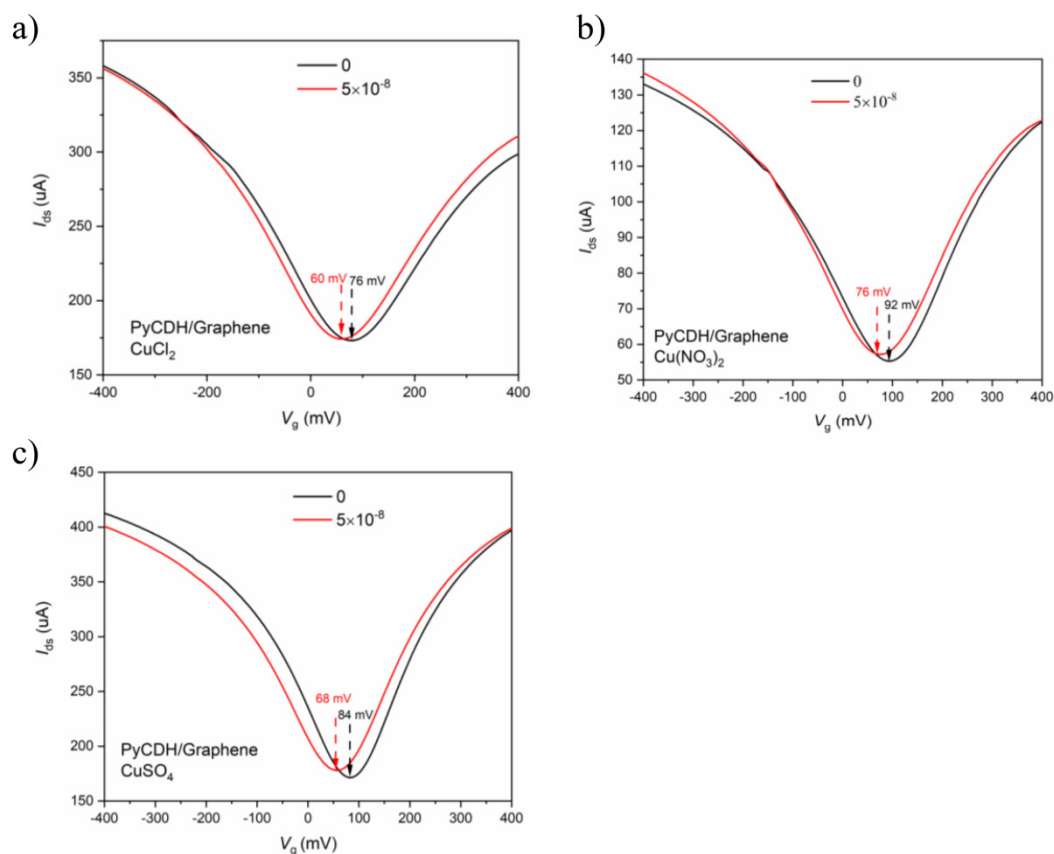 a)
0
5×10⁻⁸
350
300
250
200
150
Ids (uA)
60 mV
76 mV
PyCDH/Graphene
CuCl₂
-400 -300 -200 -100 0 100 200 300 400
Vg (mV)
b)
0
5×10⁻⁸
140
130
120
110
100
90
80
70
60
50
Ids (uA)
76 mV
92 mV
PyCDH/Graphene
Cu(NO₃)₂
-400 -300 -200 -100 0 100 200 300 400
Vg (mV)
c)
0
5×10⁻⁸
450
400
350
300
250
200
150
Ids (uA)
68 mV
84 mV
PyCDH/Graphene
CuSO₄
-400 -300 -200 -100 0 100 200 300 400
Vg (mV)